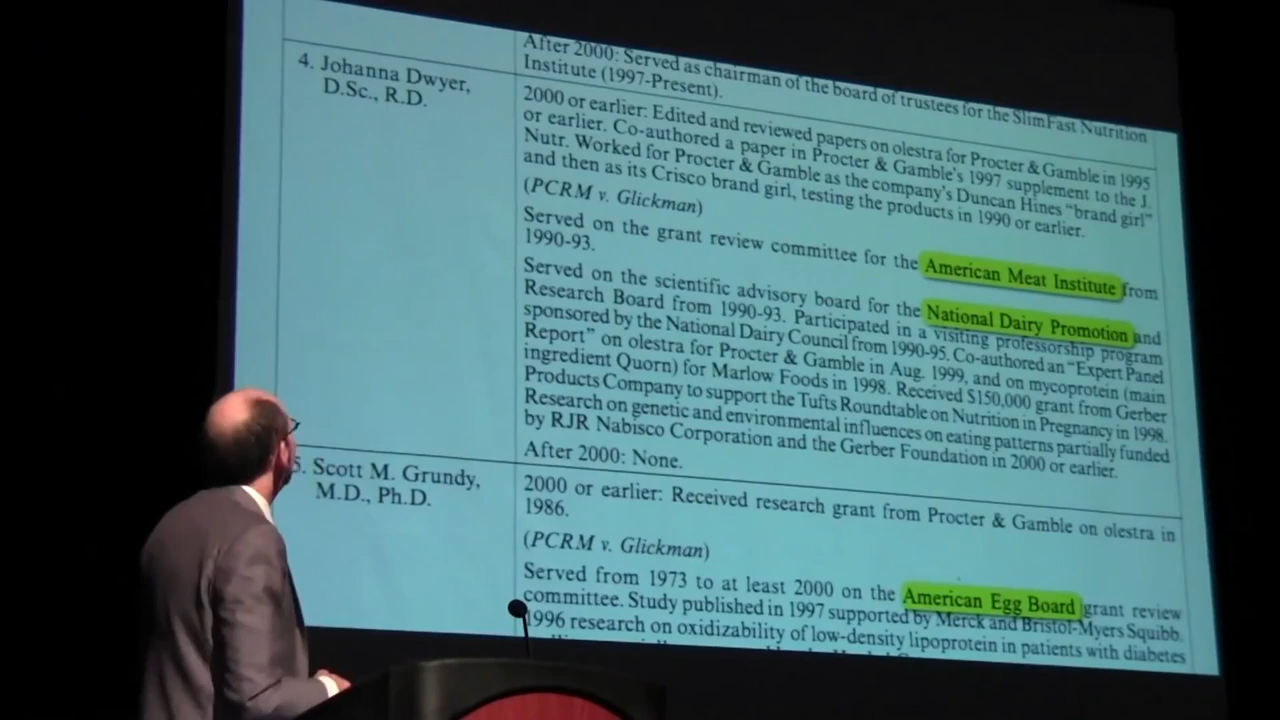 After 2000: Served as chairman of the board of trustees for the SlimFast Nutrition
Institute (1997-Present).
4. Johanna Dwyer,
D.Sc., R.D.
2000 or earlier: Edited and reviewed papers on olestra for Procter & Gamble in 1995
or earlier. Co-authored a paper in Procter & Gamble's 1997 supplement to the J.
Nutr. Worked for Procter & Gamble as the company's Duncan Hines "brand girl"
and then as its Crisco brand girl, testing the products in 1990 or earlier.
(PCRM v. Glickman)
Served on the grant review committee for the American Meat Institute from
1990-93.
Served on the scientific advisory board for the National Dairy Promotion and
Research Board from 1990-93. Participated in a visiting professorship program
sponsored by the National Dairy Council from 1990-95. Co-authored an "Expert Panel
Report" on olestra for Procter & Gamble in Aug. 1999, and on mycoprotein (main
ingredient Quorn) for Marlow Foods in 1998. Received $150,000 grant from Gerber
Products Company to support the Tufts Roundtable on Nutrition in Pregnancy in 1998.
Research on genetic and environmental influences on eating patterns partially funded
by RJR Nabisco Corporation and the Gerber Foundation in 2000 or earlier.
After 2000: None.
5. Scott M. Grundy,
M.D., Ph.D.
2000 or earlier: Received research grant from Procter & Gamble on olestra in
1986.
(PCRM v. Glickman)
Served from 1973 to at least 2000 on the American Egg Board grant review
committee. Study published in 1997 supported by Merck and Bristol-Myers Squibb.
1996 research on oxidizability of low-density lipoprotein in patients with diabetes